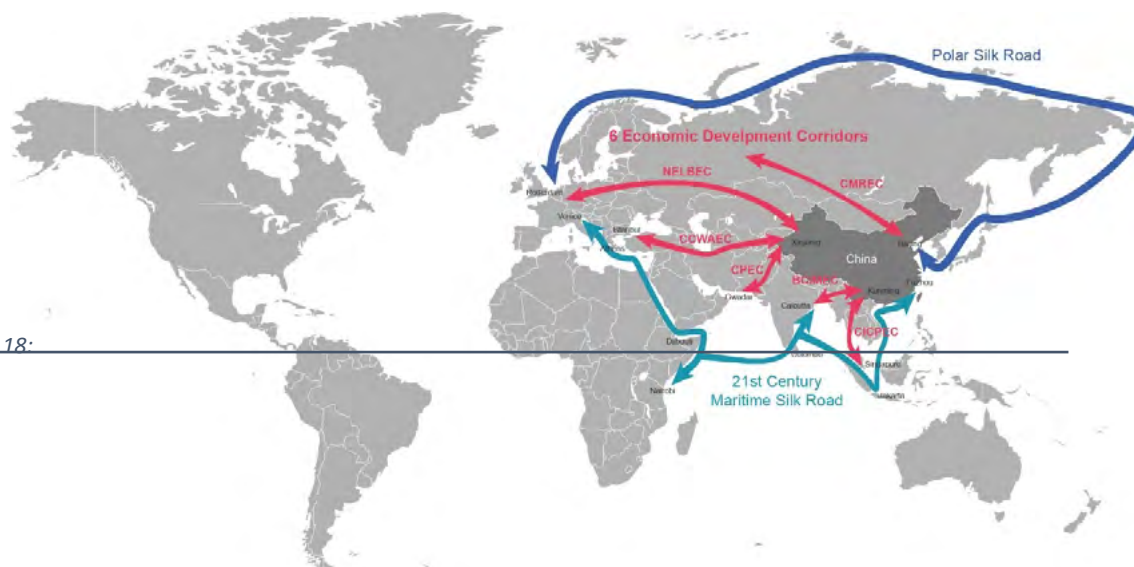 Polar Silk Road
6 Economic Develpment Corridors
NELBEC
CMREC
Rotterdam
Venice
Istanbul
Athens
CCWAEC
Xinjiang
Beijing
China
CPEC
BCIMEC
Fuzhou
Gwadar
Kunming
Calcutta
CICPEC
18:
Djibouti
Colombo
Singapore
21st Century
Maritime Silk Road
Nairobi
Jakarta